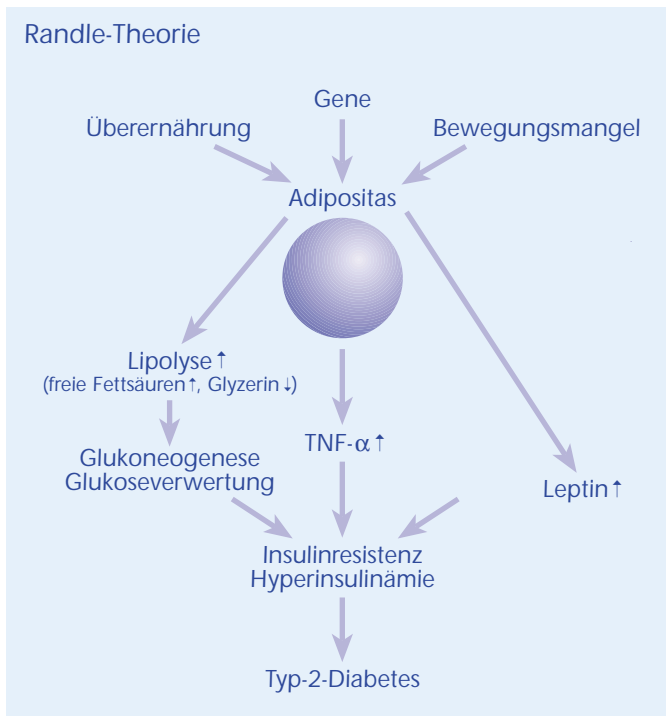 Randle-Theorie
Gene
Überernährung
Bewegungsmangel
Adipositas
Lipolyse↑
(freie Fettsäuren↑, Glyzerin↓)
TNF-α↑
Glukoneogenese
Glukoseverwertung
Leptin↑
Insulinresistenz
Hyperinsulinämie
Typ-2-Diabetes